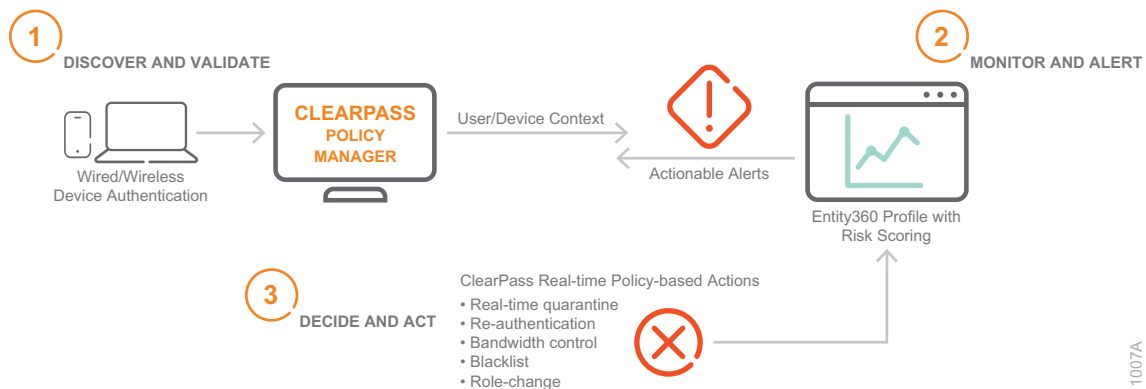 1
DISCOVER AND VALIDATE
Wired/Wireless
Device Authentication
CLEARPASS
POLICY
MANAGER
User/Device Context
Actionable Alerts
2
MONITOR AND ALERT
Entity360 Profile with
Risk Scoring
3
DECIDE AND ACT
ClearPass Real-time Policy-based Actions
• Real-time quarantine
• Re-authentication
• Bandwidth control
• Blacklist
• Role-change
1007A